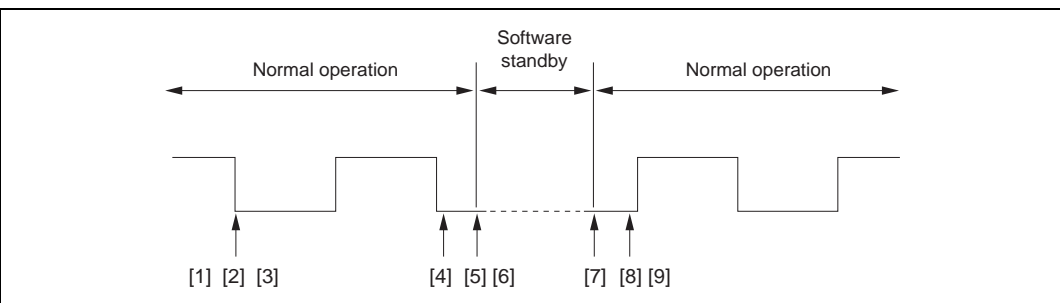 Software
standby
Normal operation
Normal operation
[1] [2] [3]
[4] [5] [6]
[7] [8] [9]